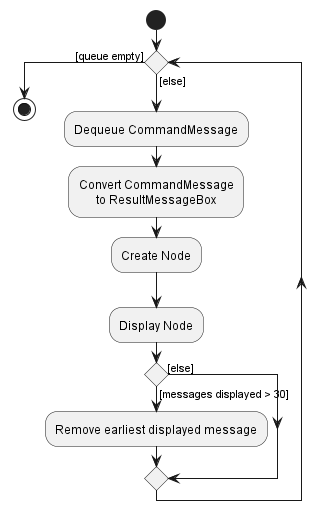 [queue empty]
[else]
Dequeue CommandMessage
Convert CommandMessage
to ResultMessageBox
Create Node
Display Node
[else]
[messages displayed > 30]
Remove earliest displayed message